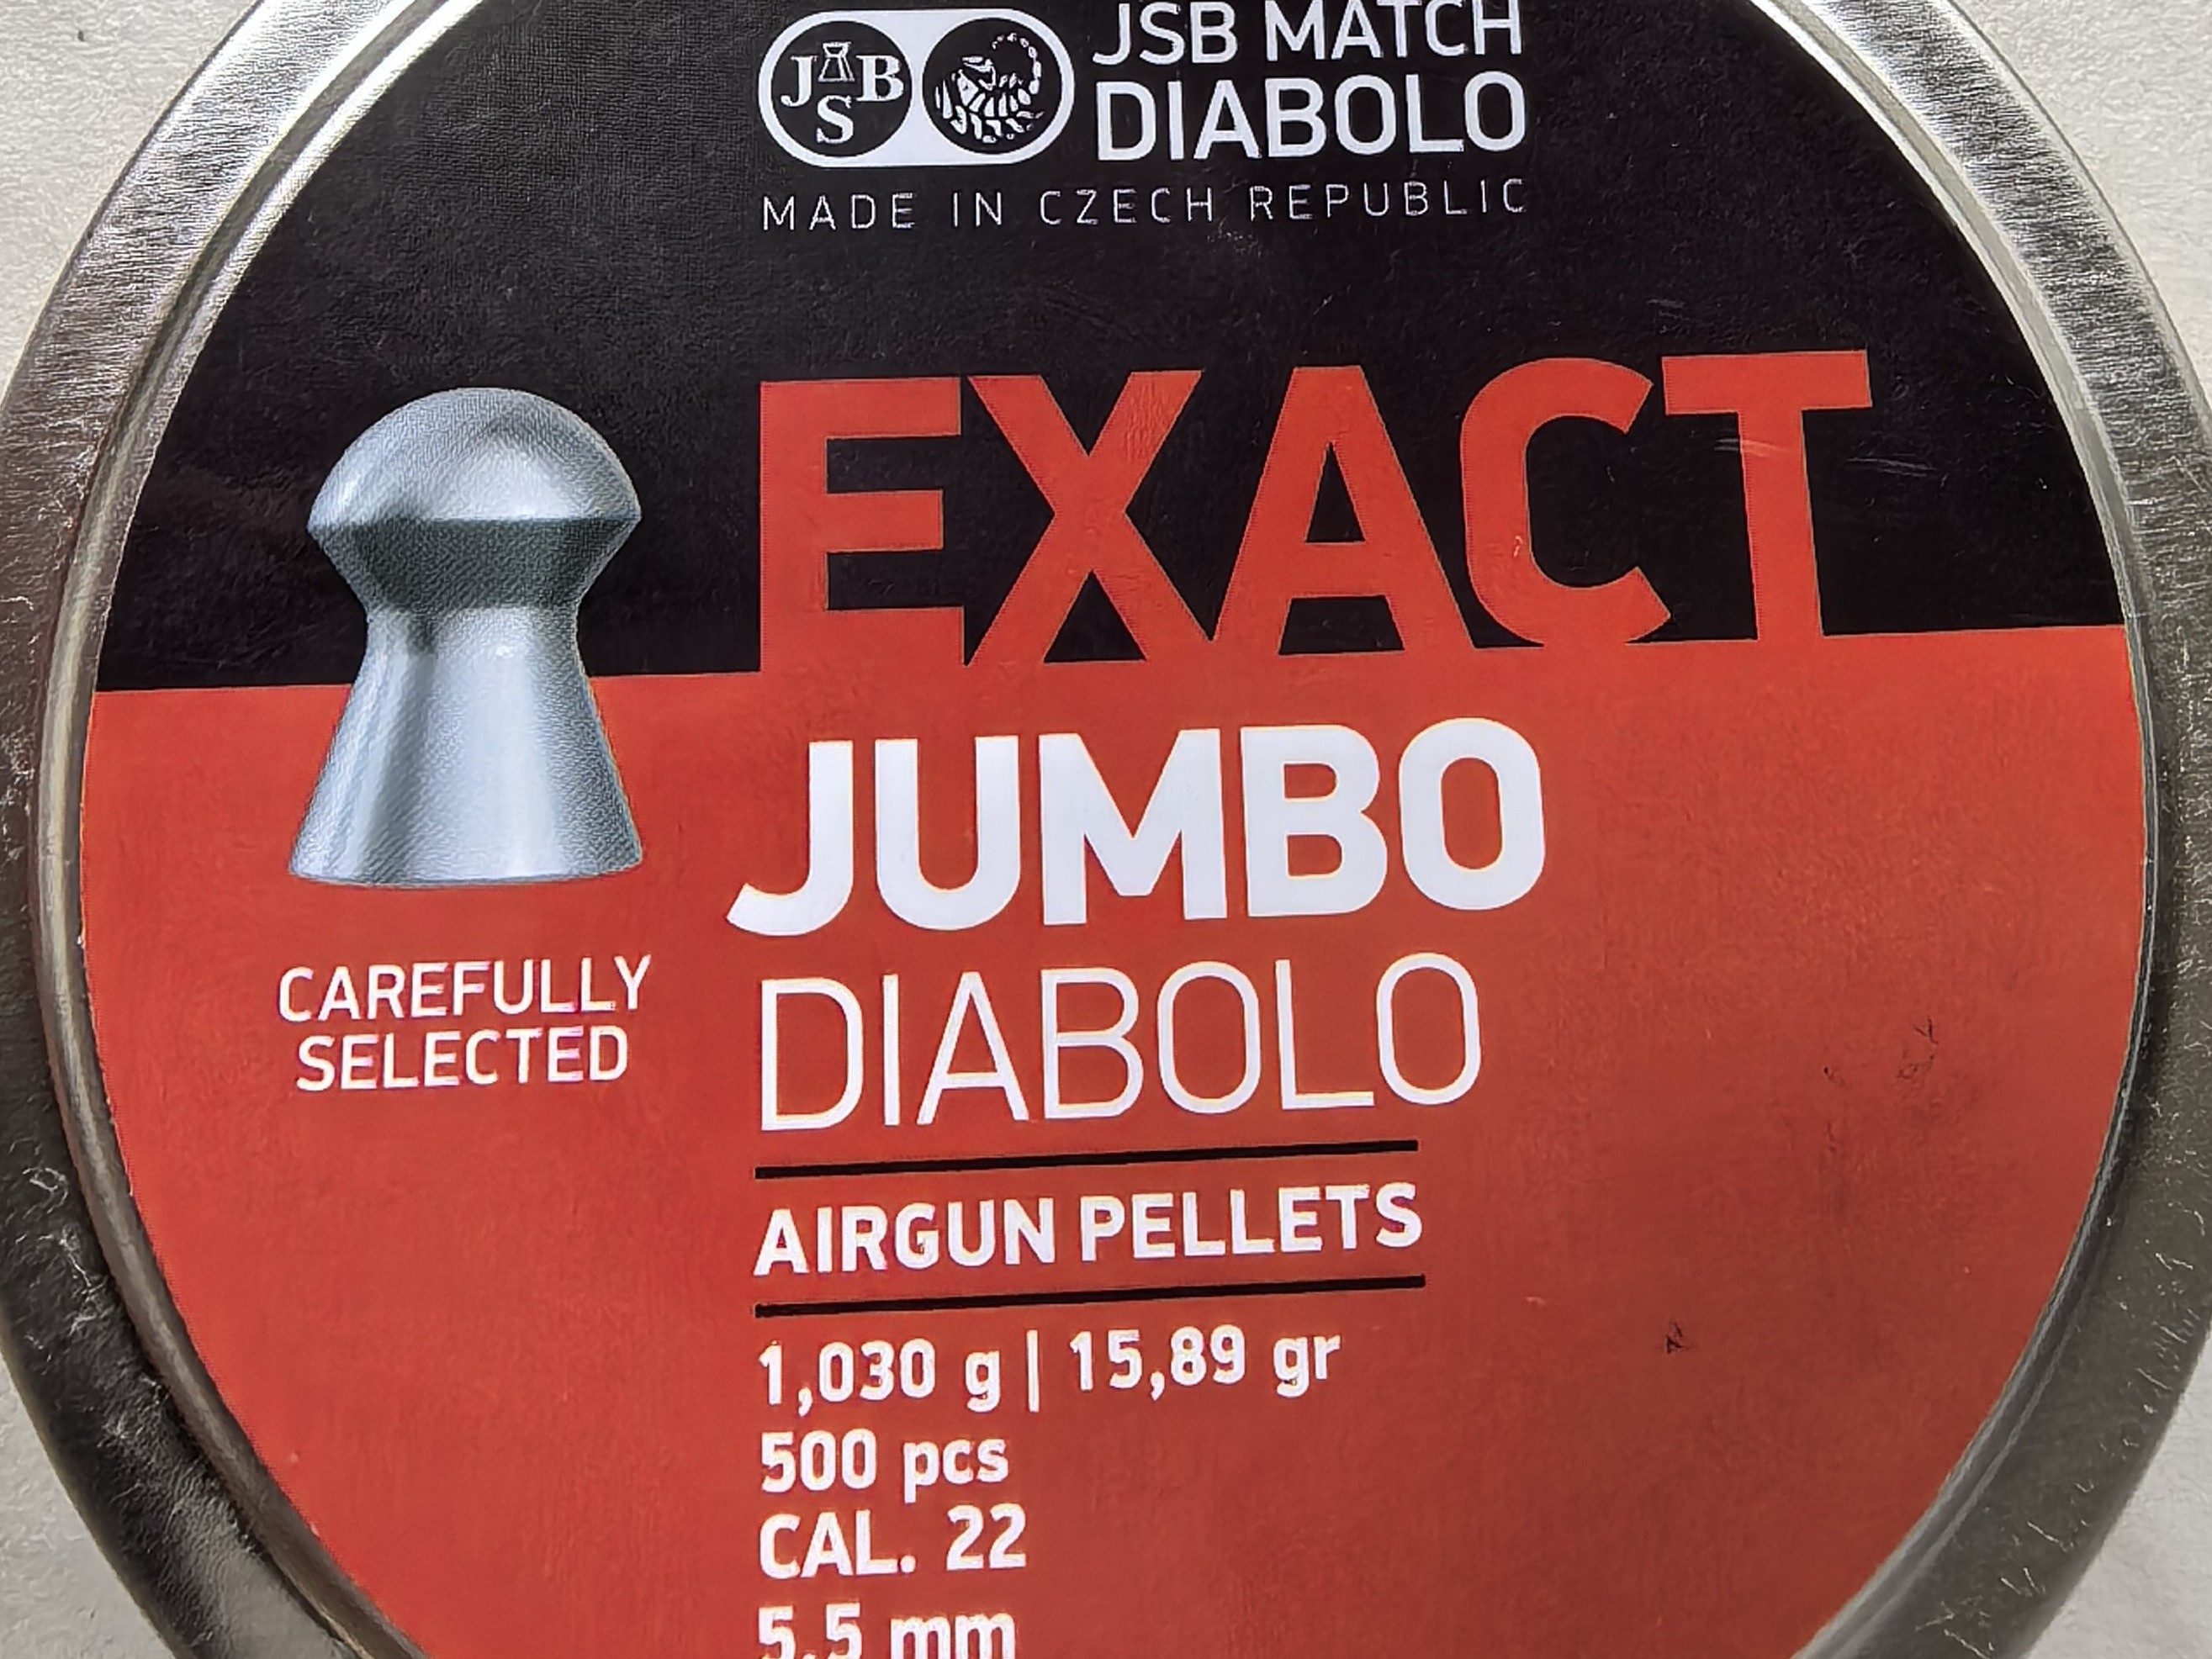 JSB
JSB MATCH
DIABOLO
MADE IN CZECH REPUBLIC
EXACT
JUMBO
DIABOLO
CAREFULLY
SELECTED
AIRGUN PELLETS
1,030 g | 15,89 gr
500 pcs
CAL. 22
5,5 mm